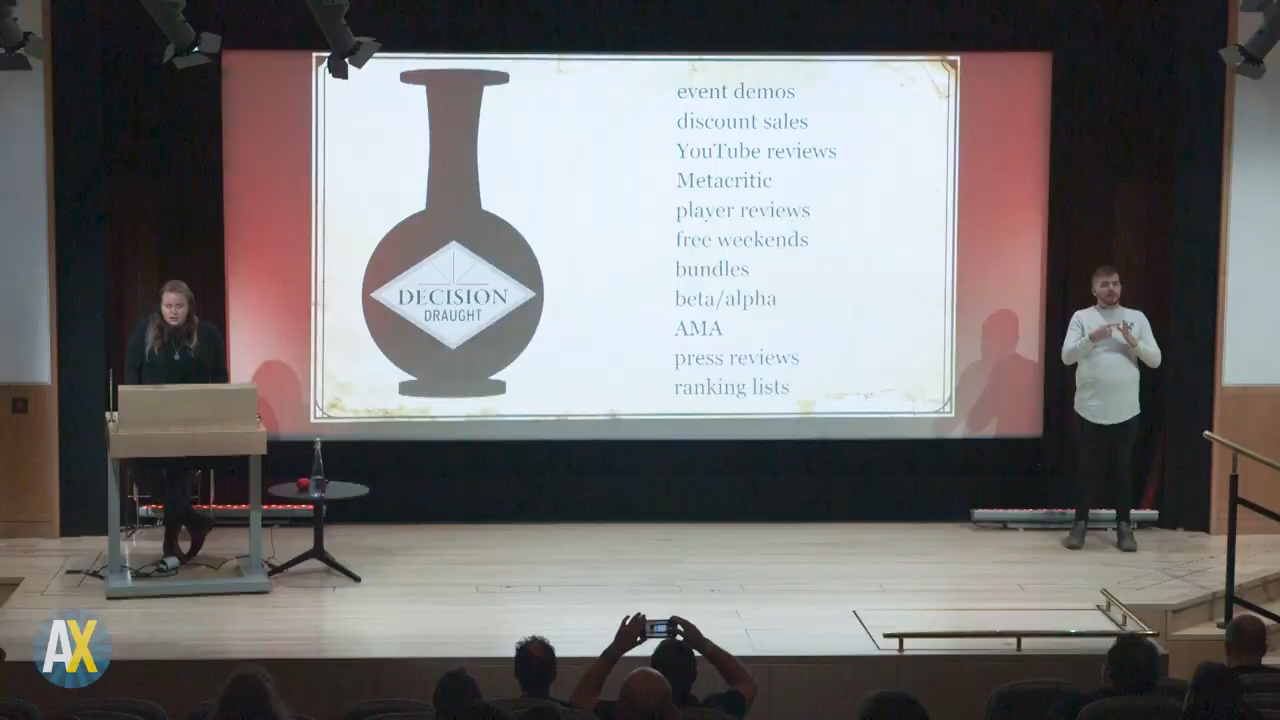 event demos
discount sales
YouTube reviews
Metacritic
player reviews
free weekends
bundles
beta/alpha
AMA
press reviews
ranking lists
DECISION
DRAUGHT
AX